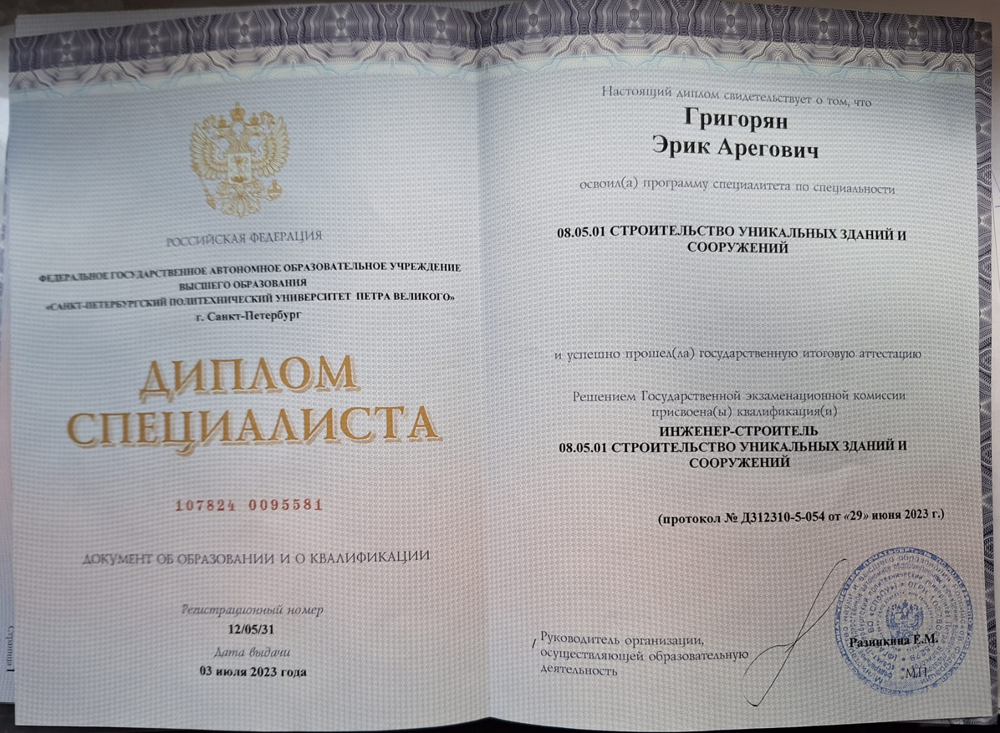 РОССИЙСКАЯ ФЕДЕРАЦИЯ
ФЕДЕРАЛЬНОЕ ГОСУДАРСТВЕННОЕ АВТОНОМНОЕ ОБРАЗОВАТЕЛЬНОЕ УЧРЕЖДЕНИЕ
ВЫСШЕГО ОБРАЗОВАНИЯ
«САНКТ-ПЕТЕРБУРГСКИЙ ПОЛИТЕХНИЧЕСКИЙ УНИВЕРСИТЕТ ПЕТРА ВЕЛИКОГО»
г. Санкт-Петербург
ДИПЛОМ
СПЕЦИАЛИСТА
107824 0095581
ДОКУМЕНТ ОБ ОБРАЗОВАНИИ И О КВАЛИФИКАЦИИ
Регистрационный номер
12/05/31
Дата выдачи
03 июля 2023 года
Страница 1
Настоящий диплом свидетельствует о том, что
Григорян
Эрик Арегович
освоил(а) программу специалитета по специальности
08.05.01 СТРОИТЕЛЬСТВО УНИКАЛЬНЫХ ЗДАНИЙ И
СООРУЖЕНИЙ
и успешно прошел(ла) государственную итоговую аттестацию
Решением Государственной экзаменационной комиссии
присвоена(ы) квалификация(и)
ИНЖЕНЕР-СТРОИТЕЛЬ
08.05.01 СТРОИТЕЛЬСТВО УНИКАЛЬНЫХ ЗДАНИЙ И
СООРУЖЕНИЙ
(протокол № ДЗ12310-5-054 от «29» июня 2023 г.)
/ Руководитель организации,
осуществляющей образовательную
деятельность
Разинкина Е.М.
М.П.